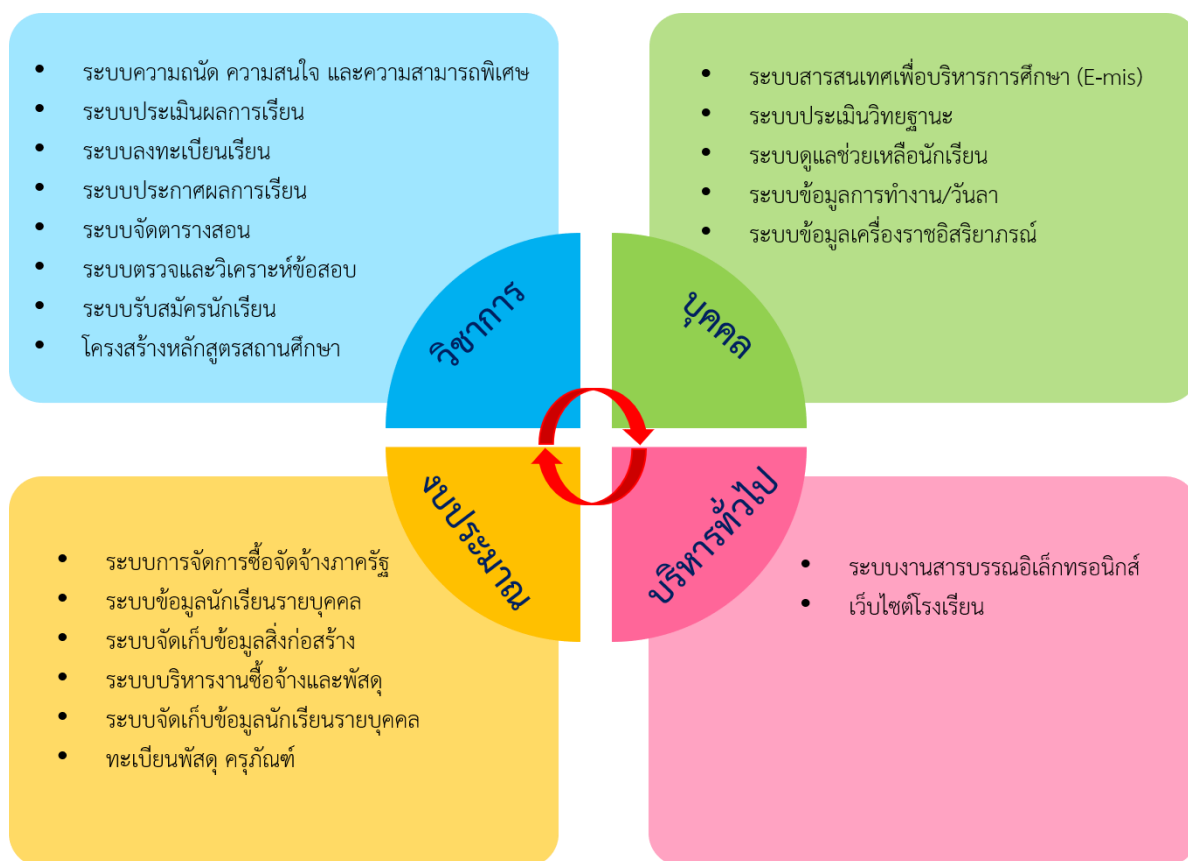 • ระบบความถนัด ความสนใจ และความสามารถพิเศษ
• ระบบประเมินผลการเรียน
• ระบบลงทะเบียนเรียน
• ระบบประกาศผลการเรียน
• ระบบจัดตารางสอน
• ระบบตรวจและวิเคราะห์ข้อสอบ
• ระบบรับสมัครนักเรียน
• โครงสร้างหลักสูตรสถานศึกษา
วิชาการ
• ระบบสารสนเทศเพื่อบริหารการศึกษา (E-mis)
• ระบบประเมินวิทยฐานะ
• ระบบดูแลช่วยเหลือนักเรียน
• ระบบข้อมูลการทำงาน/วันลา
• ระบบข้อมูลเครื่องราชอิสริยาภรณ์
บุคคล
งบประมาณ
• ระบบการจัดการซื้อจัดจ้างภาครัฐ
• ระบบข้อมูลนักเรียนรายบุคคล
• ระบบจัดเก็บข้อมูลสิ่งก่อสร้าง
• ระบบบริหารงานซื้อจ้างและพัสดุ
• ระบบจัดเก็บข้อมูลนักเรียนรายบุคคล
• ทะเบียนพัสดุ ครุภัณฑ์
บริหารทั่วไป
• ระบบงานสารบรรณอิเล็กทรอนิกส์
• เว็บไซต์โรงเรียน